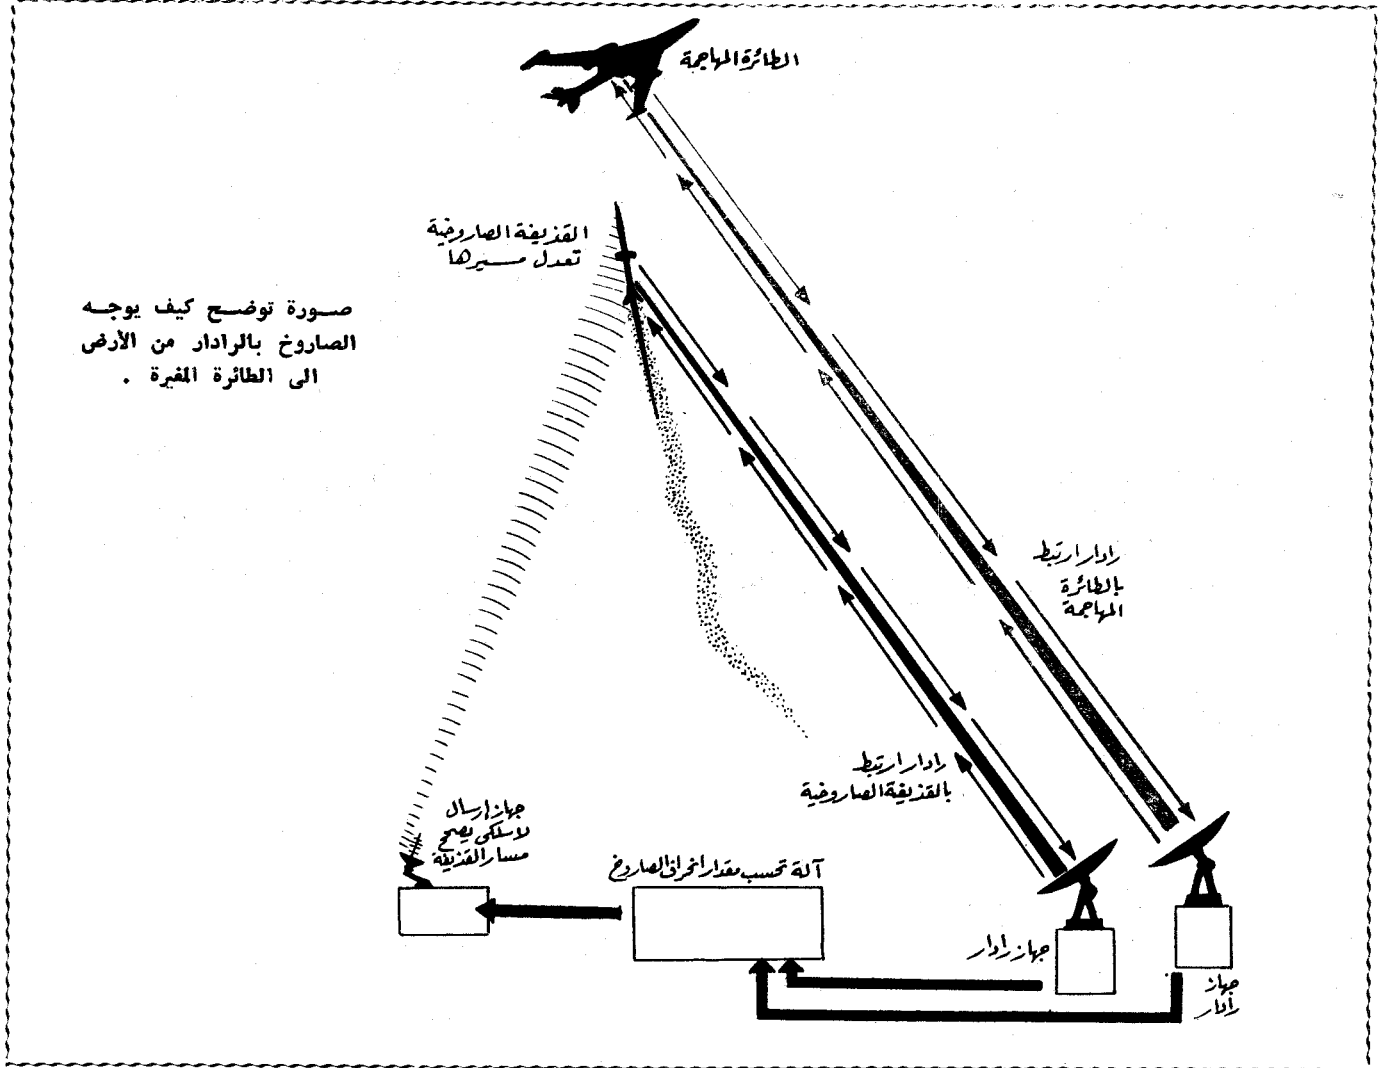 الطائرة المهاجمة
القذيفة الصاروخية
تعدل مسيرها
صورة توضح كيف يوجه
الصاروخ بالرادار من الأرض
الى الطائرة المغيرة .
رادار ارتبط
بالطائرة
المهاجمة
رادار ارتبط
بالقذيفة الصاروخية
جهاز إرسال
لاسلكى يصحح
مسار القذيفة
آلة تحسب مقدار انحراف الصاروخ
جهاز رادار
جهاز
رادار